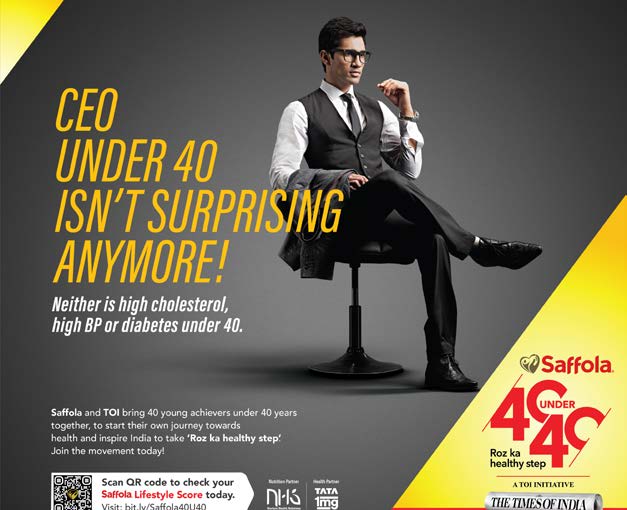 CEO
UNDER 40
ISN'T SURPRISING
ANYMORE!
Neither is high cholesterol,
high BP or diabetes under 40.
Saffola and TOI bring 40 young achievers under 40 years
together, to start their own journey towards
health and inspire India to take 'Roz ka healthy step'.
Join the movement today!
Scan QR code to check your
Saffola Lifestyle Score today.
Visit: bit.ly/Saffola40U40
Nutrition Partner
NHS
Health Partner
TATA
1mg
Saffola
40 UNDER 40
Roz ka
healthy step
A TOI INITIATIVE
THE TIMES OF INDIA